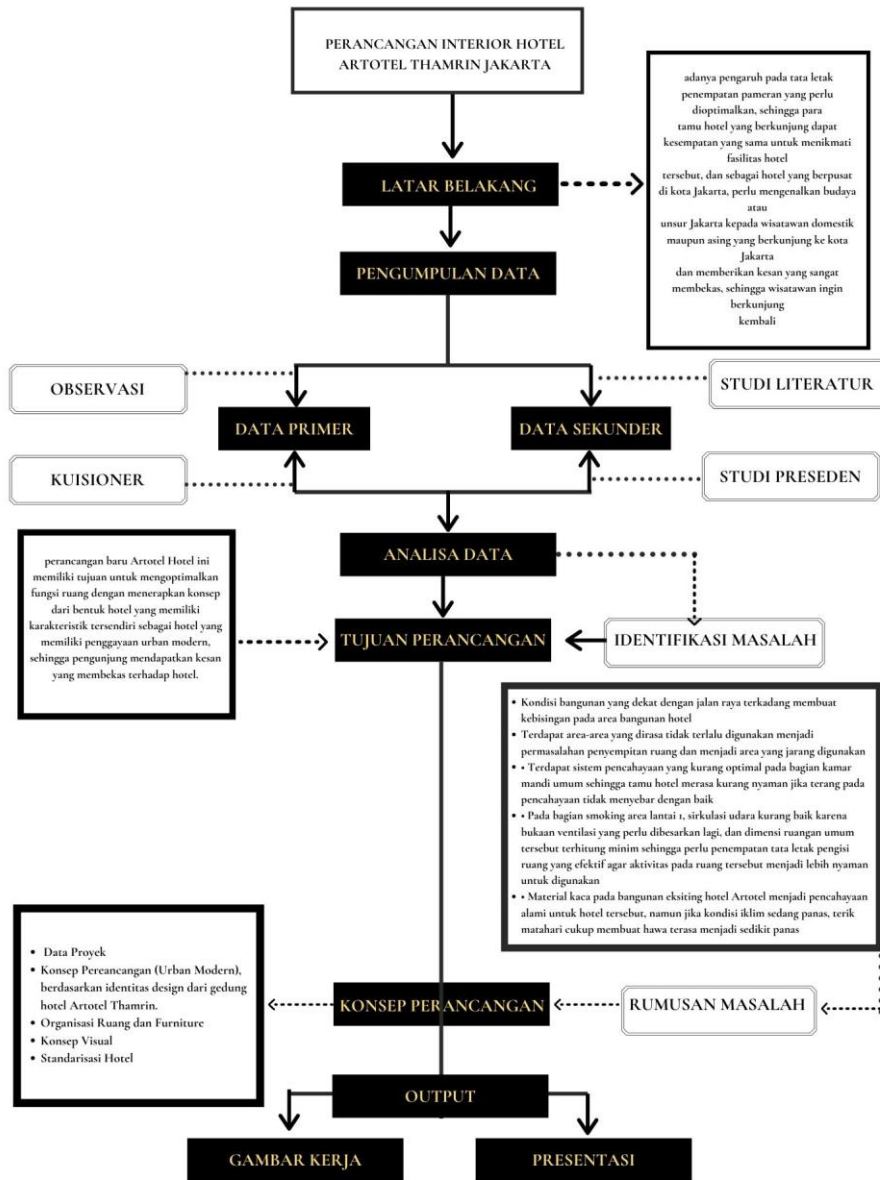 PERANCANGAN INTERIOR HOTEL
ARTOTEL THAMRIN JAKARTA
adanya pengaruh pada tata letak
penempatan pameran yang perlu
dioptimalkan, sehingga para
tamu hotel yang berkunjung dapat
kesempatan yang sama untuk menikmati
fasilitas hotel
tersebut, dan sebagai hotel yang berpusat
di kota Jakarta, perlu mengenalkan budaya
atau
unsur Jakarta kepada wisatawan domestik
maupun asing yang berkunjung ke kota
Jakarta
dan memberikan kesan yang sangat
membekas, sehingga wisatawan ingin
berkunjung
kembali
LATAR BELAKANG
PENGUMPULAN DATA
OBSERVASI
STUDI LITERATUR
DATA PRIMER
DATA SEKUNDER
KUISIONER
STUDI PRESEDEN
ANALISA DATA
perancangan baru Artotel Hotel ini
memiliki tujuan untuk mengoptimalkan
fungsi ruang dengan menerapkan konsep
dari bentuk hotel yang memiliki
karakteristik tersendiri sebagai hotel yang
memiliki penggayaan urban modern,
sehingga pengunjung mendapatkan kesan
yang membekas terhadap hotel.
TUJUAN PERANCANGAN
IDENTIFIKASI MASALAH
• Kondisi bangunan yang dekat dengan jalan raya terkadang membuat
kebisingan pada area bangunan hotel
• Terdapat area-area yang dirasa tidak terlalu digunakan menjadi
permasalahan penyempitan ruang dan menjadi area yang jarang digunakan
• • Terdapat sistem pencahayaan yang kurang optimal pada bagian kamar
mandi umum sehingga tamu hotel merasa kurang nyaman jika terang pada
pencahayaan tidak menyebar dengan baik
• • Pada bagian smoking area lantai 1, sirkulasi udara kurang baik karena
bukaan ventilasi yang perlu dibesarkan lagi, dan dimensi ruangan umum
tersebut terhitung minim sehingga perlu penempatan tata letak pengisi
ruang yang efektif agar aktivitas pada ruang tersebut menjadi lebih nyaman
untuk digunakan
• • Material kaca pada bangunan eksiting hotel Artotel menjadi pencahayaan
alami untuk hotel tersebut, namun jika kondisi iklim sedang panas, terik
matahari cukup membuat hawa terasa menjadi sedikit panas
• Data Proyek
• Konsep Pereancangan (Urban Modern),
berdasarkan identitas design dari gedung
hotel Artotel Thamrin.
• Organisasi Ruang dan Furniture
• Konsep Visual
• Standarisasi Hotel
KONSEP PERANCANGAN
RUMUSAN MASALAH
OUTPUT
GAMBAR KERJA
PRESENTASI